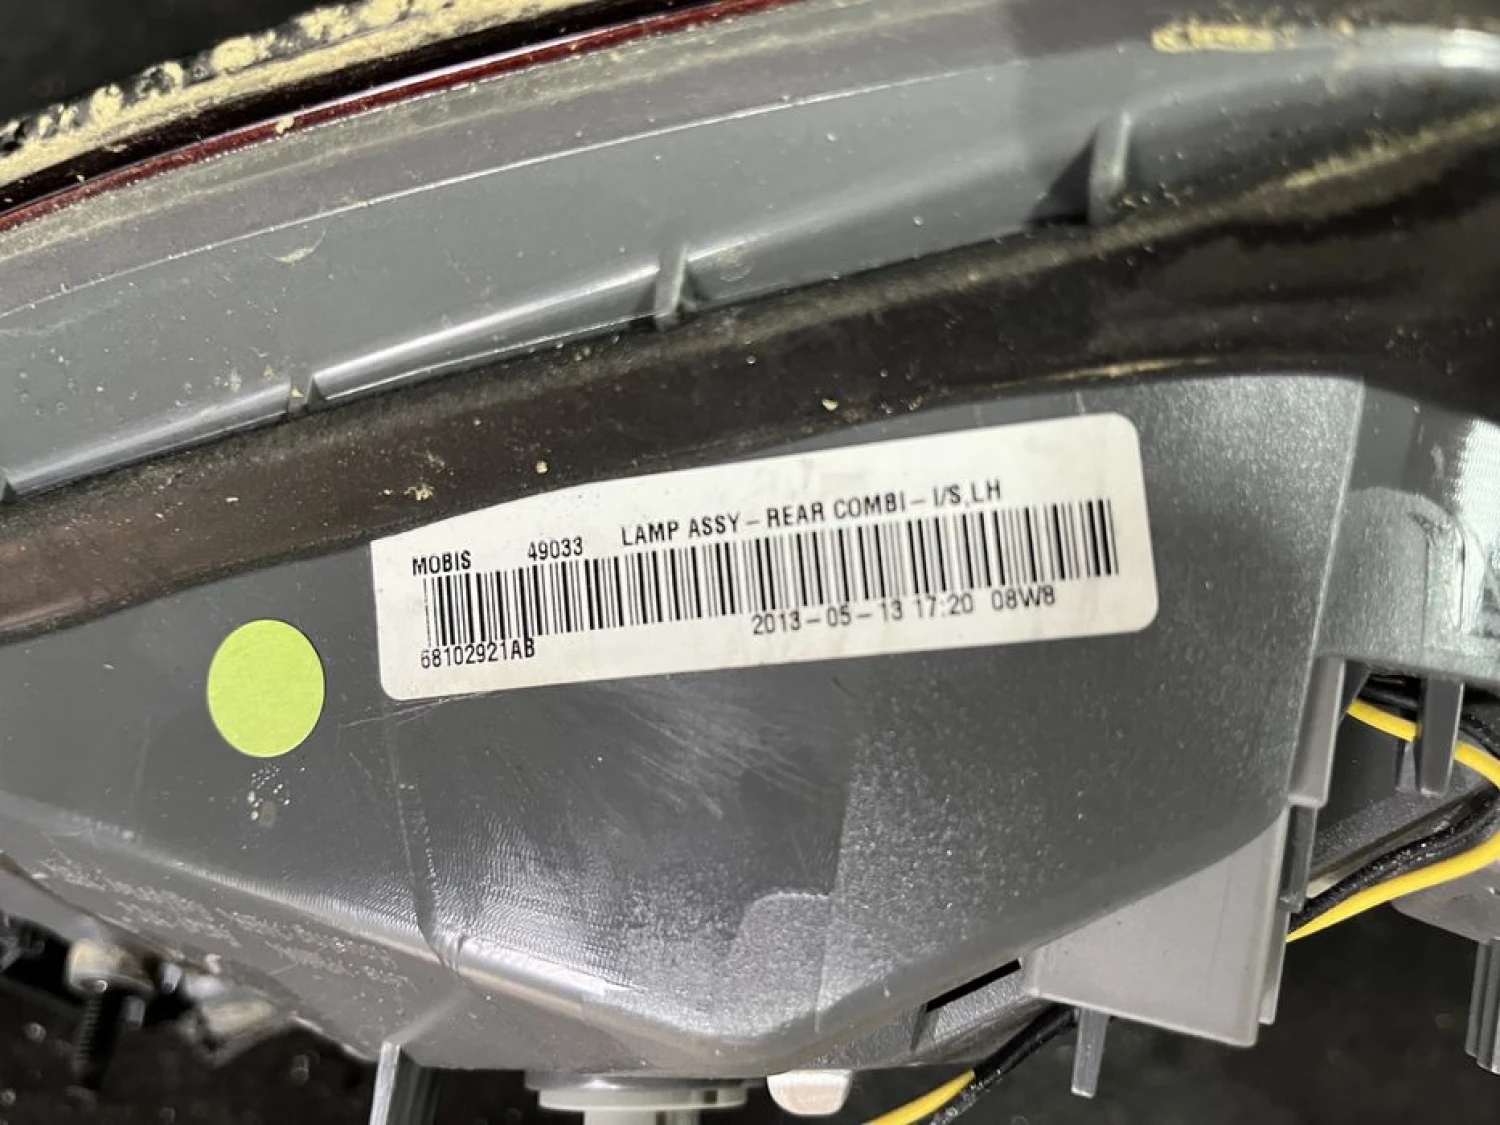 MOBIS 49033 LAMP ASSY-REAR COMBI-I/S,LH
68102921AB 2013-05-13 17:20 08W8